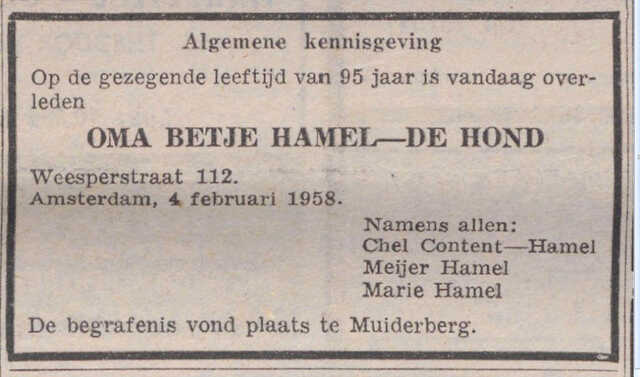 Algemene kennisgeving
Op de gezegende leeftijd van 95 jaar is vandaag over-
leden
OMA BETJE HAMEL—DE HOND
Weesperstraat 112.
Amsterdam, 4 februari 1958.
Namens allen:
Chel Content—Hamel
Meijer Hamel
Marie Hamel
De begrafenis vond plaats te Muiderberg.